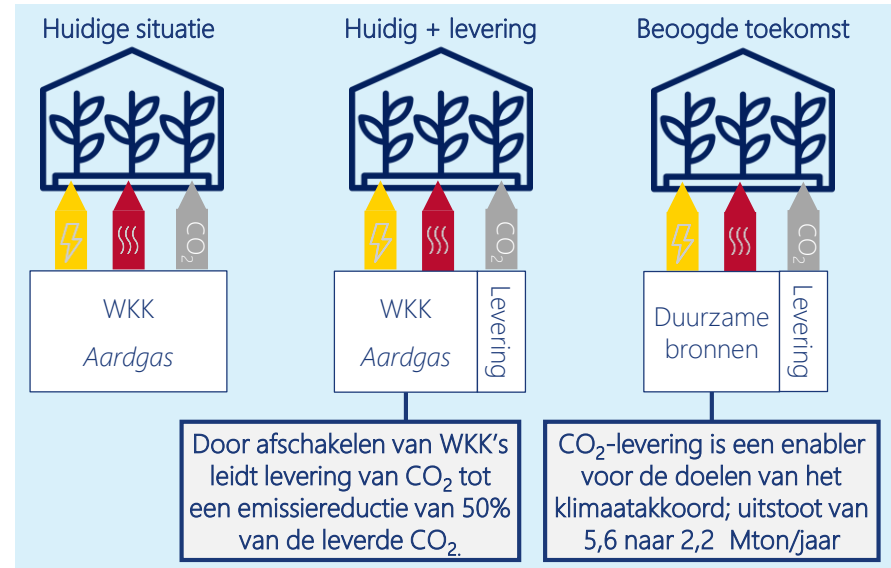 Huidige situatie
Huidig + levering
Beoogde toekomst
CO₂
CO₂
CO₂
WKK
Aardgas
WKK
Aardgas
Levering
Duurzame
bronnen
Levering
Door afschakelen van WKK's
leidt levering van CO₂ tot
een emissiereductie van 50%
van de leverde CO₂.
CO₂-levering is een enabler
voor de doelen van het
klimaatakkoord; uitstoot van
5,6 naar 2,2 Mton/jaar